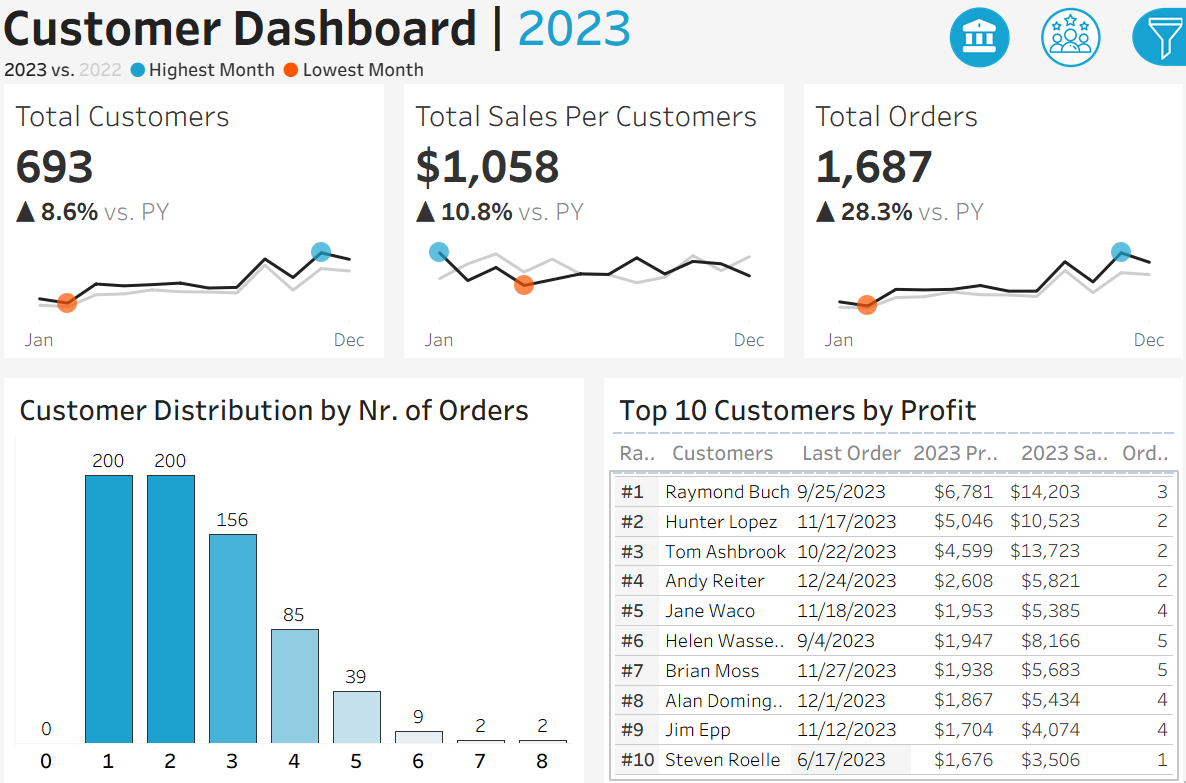 Customer Dashboard | 2023
2023 vs. 2022 Highest Month Lowest Month
Total Customers
693
▲ 8.6% vs. PY
Jan Dec
Total Sales Per Customers
$1,058
▲ 10.8% vs. PY
Jan Dec
Total Orders
1,687
▲ 28.3% vs. PY
Jan Dec
Customer Distribution by Nr. of Orders
0 200 200 156 85 39 9 2 2
0 1 2 3 4 5 6 7 8
Top 10 Customers by Profit
Ra.. Customers Last Order 2023 Pr.. 2023 Sa.. Ord..
#1 Raymond Buch 9/25/2023 $6,781 $14,203 3
#2 Hunter Lopez 11/17/2023 $5,046 $10,523 2
#3 Tom Ashbrook 10/22/2023 $4,599 $13,723 2
#4 Andy Reiter 12/24/2023 $2,608 $5,821 2
#5 Jane Waco 11/18/2023 $1,953 $5,385 4
#6 Helen Wasse.. 9/4/2023 $1,947 $8,166 5
#7 Brian Moss 11/27/2023 $1,938 $5,683 5
#8 Alan Doming.. 12/1/2023 $1,867 $5,434 4
#9 Jim Epp 11/12/2023 $1,704 $4,074 4
#10 Steven Roelle 6/17/2023 $1,676 $3,506 1